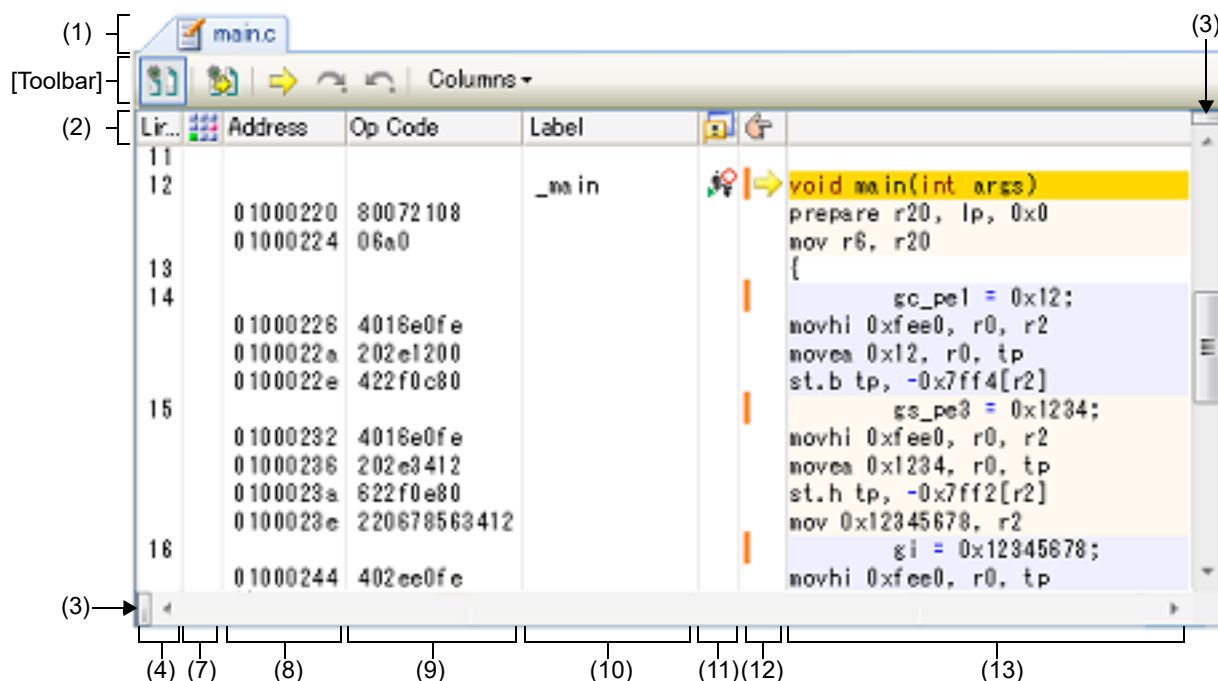 (1) main.c (3)
[Toolbar] Columns
(2) Lir... Address Op Code Label
11
12 _main void main(int args)
01000220 80072108 prepare r20, lp, 0x0
01000224 06a0 mov r6, r20
13 {
14 gc_pe1 = 0x12;
01000226 4016e0fe movhi 0xfee0, r0, r2
0100022a 202e1200 movea 0x12, r0, tp
0100022e 422f0c80 st.b tp, -0x7ff4[r2]
15 gs_pe3 = 0x1234;
01000232 4016e0fe movhi 0xfee0, r0, r2
01000236 202e3412 movea 0x1234, r0, tp
0100023a 622f0e80 st.h tp, -0x7ff2[r2]
0100023e 220678563412 mov 0x12345678, r2
16 gi = 0x12345678;
01000244 402ee0fe movhi 0xfee0, r0, tp
(3)
(4) (7) (8) (9) (10) (11) (12) (13)